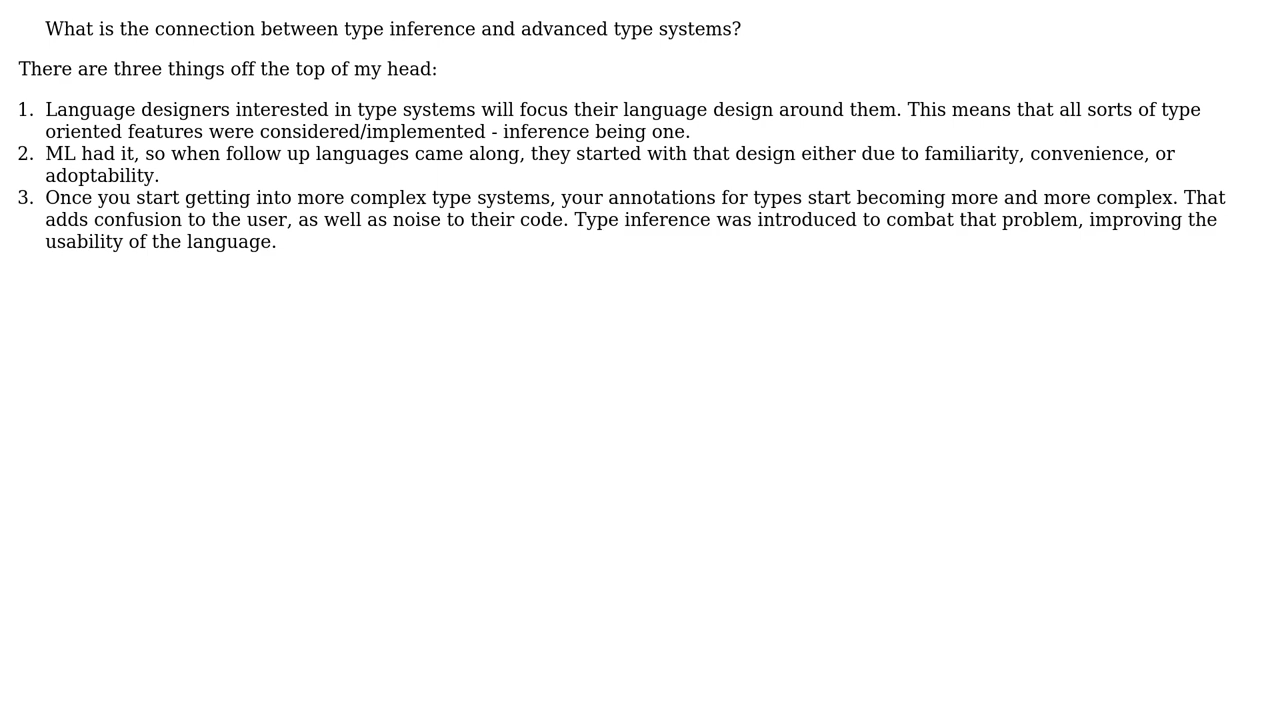 What is the connection between type inference and advanced type systems?
There are three things off the top of my head:
1. Language designers interested in type systems will focus their language design around them. This means that all sorts of type
oriented features were considered/implemented - inference being one.
2. ML had it, so when follow up languages came along, they started with that design either due to familiarity, convenience, or
adoptability.
3. Once you start getting into more complex type systems, your annotations for types start becoming more and more complex. That
adds confusion to the user, as well as noise to their code. Type inference was introduced to combat that problem, improving the
usability of the language.